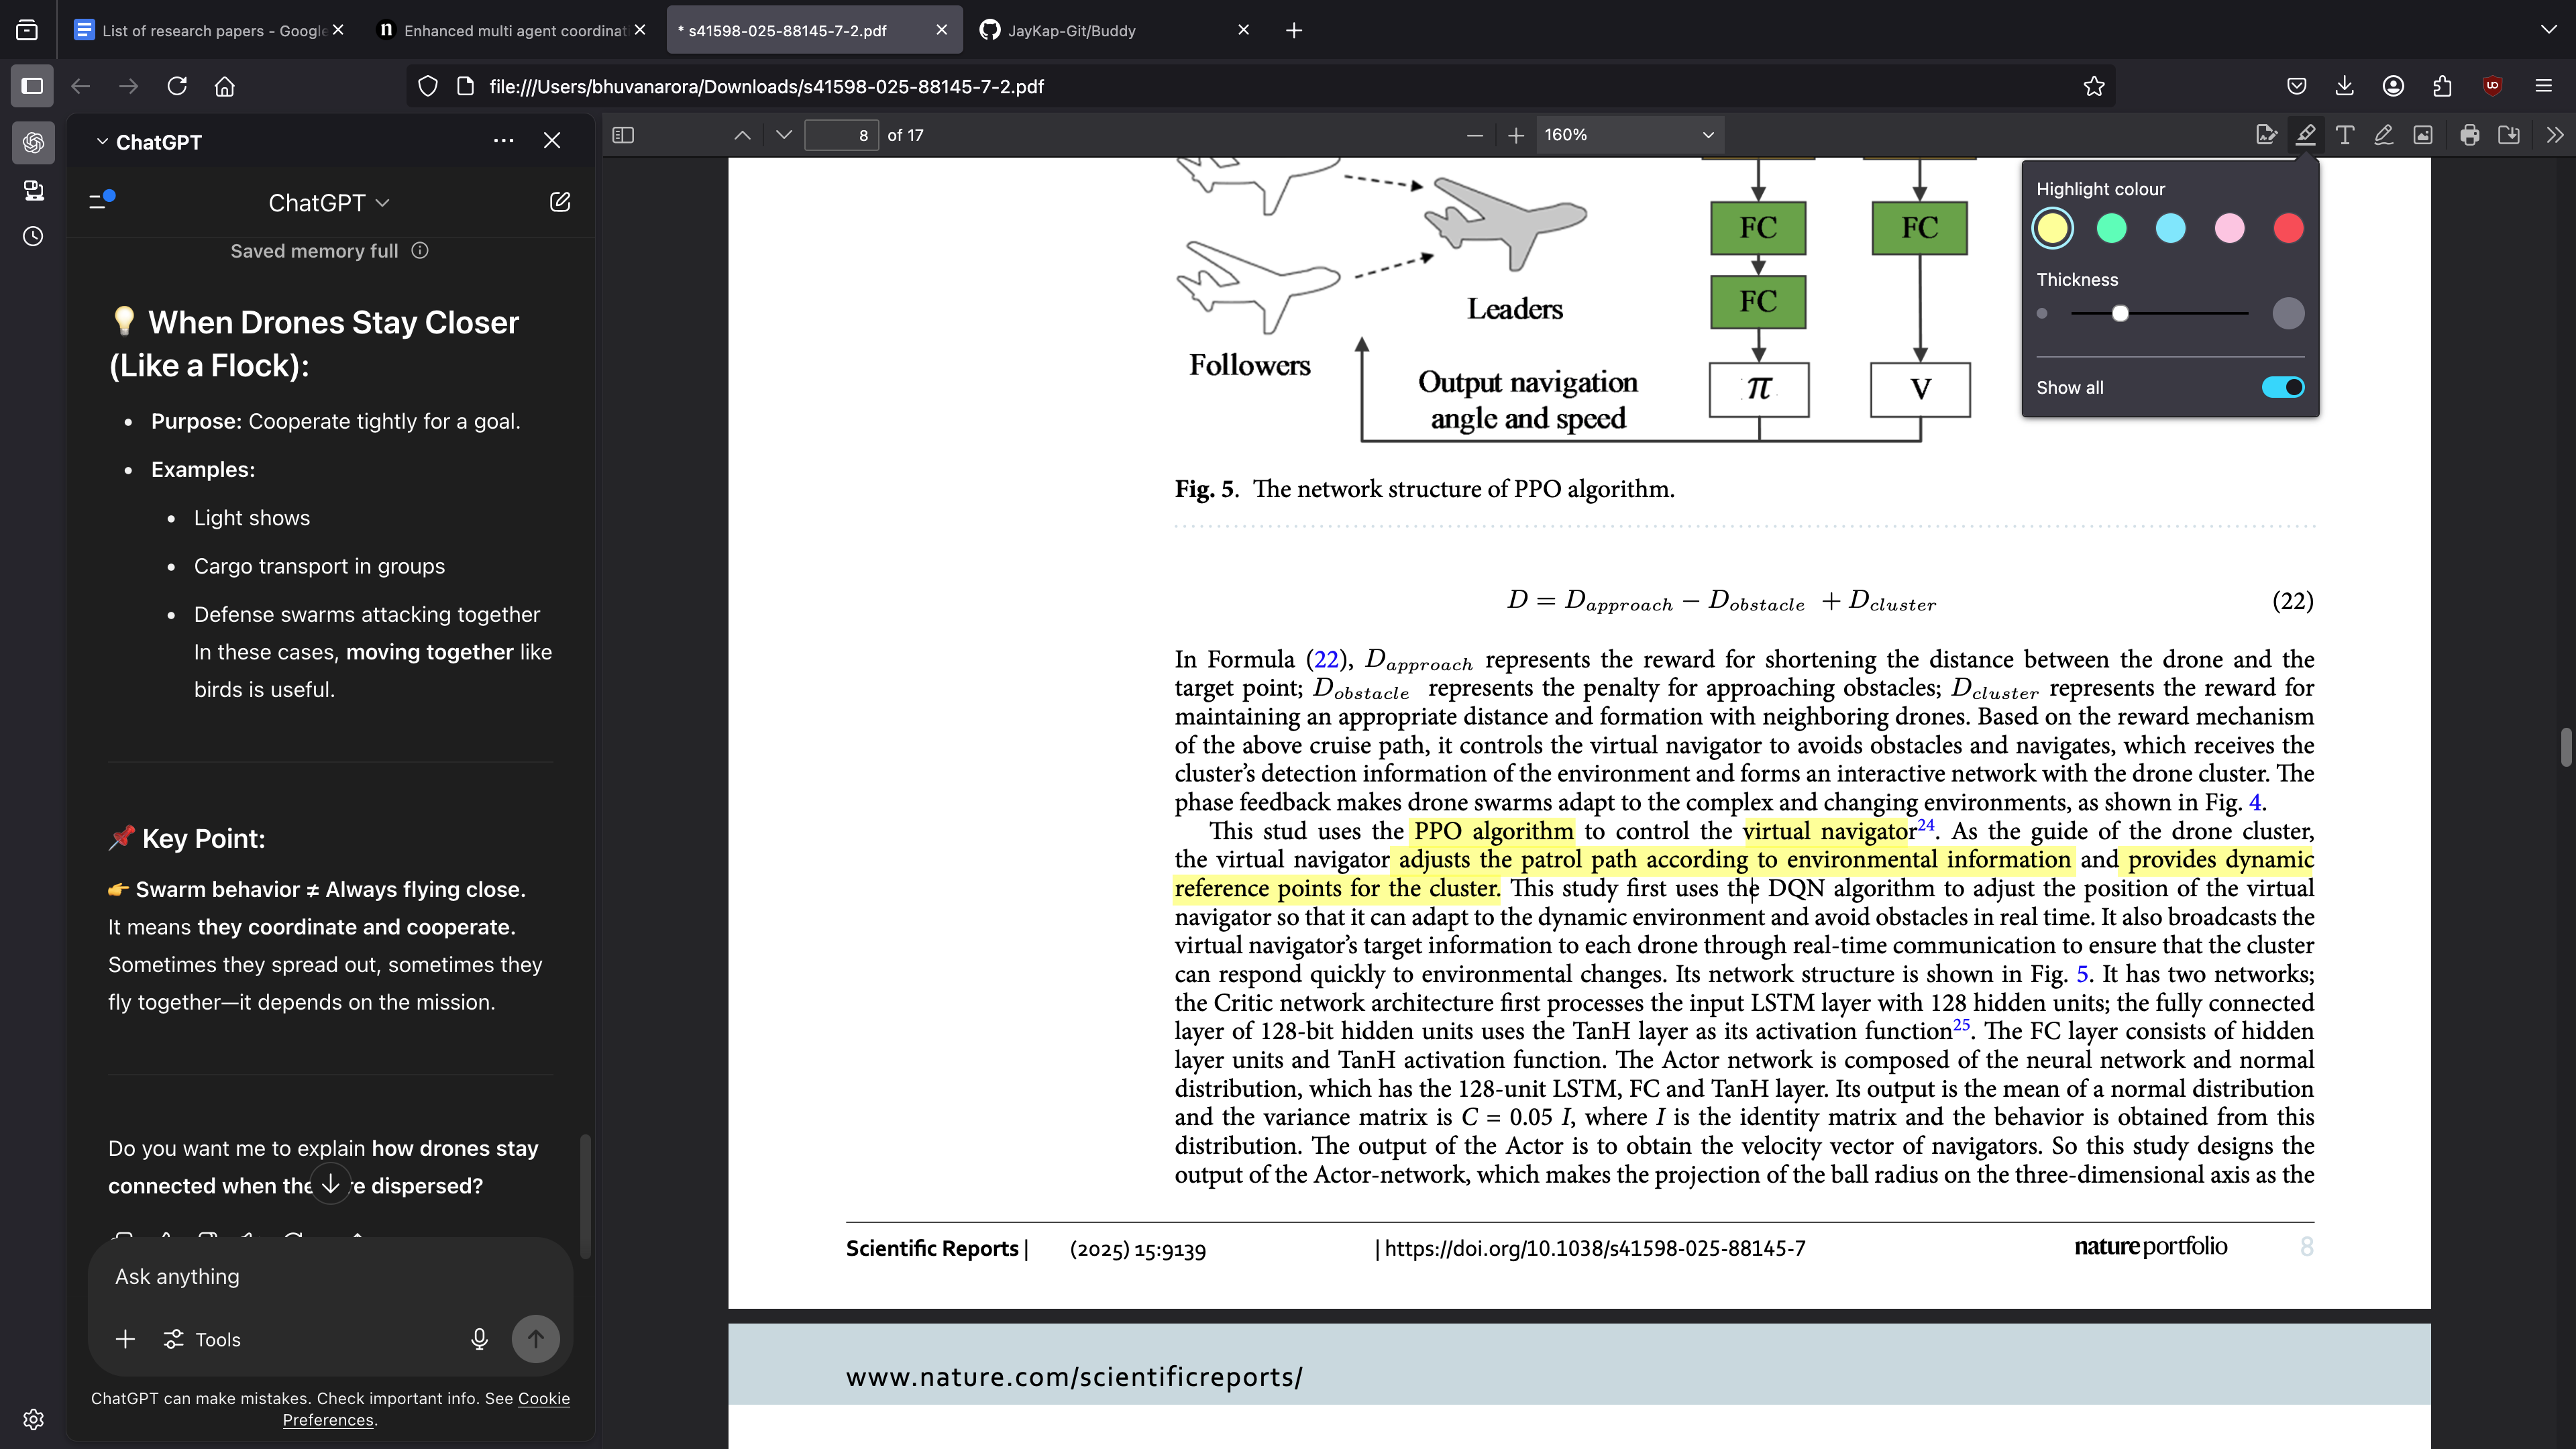 List of research papers - Google
Enhanced multi agent coordinat
* s41598-025-88145-7-2.pdf
JayKap-Git/Buddy
file:///Users/bhuvanarora/Downloads/s41598-025-88145-7-2.pdf
ChatGPT
8 of 17
160%
ChatGPT
Saved memory full
💡 When Drones Stay Closer
(Like a Flock):
• Purpose: Cooperate tightly for a goal.
• Examples:
• Light shows
• Cargo transport in groups
• Defense swarms attacking together
In these cases, moving together like
birds is useful.
📌 Key Point:
👉 Swarm behavior ≠ Always flying close.
It means they coordinate and cooperate.
Sometimes they spread out, sometimes they
fly together—it depends on the mission.
Do you want me to explain how drones stay
connected when the re dispersed?
Ask anything
Tools
ChatGPT can make mistakes. Check important info. See Cookie
Preferences.
Highlight colour
Thickness
Show all
FC FC
FC
Leaders
Followers
Output navigation
angle and speed
π V
Fig. 5. The network structure of PPO algorithm.
D = D_approach − D_obstacle + D_cluster (22)
In Formula (22), D_approach represents the reward for shortening the distance between the drone and the
target point; D_obstacle represents the penalty for approaching obstacles; D_cluster represents the reward for
maintaining an appropriate distance and formation with neighboring drones. Based on the reward mechanism
of the above cruise path, it controls the virtual navigator to avoids obstacles and navigates, which receives the
cluster's detection information of the environment and forms an interactive network with the drone cluster. The
phase feedback makes drone swarms adapt to the complex and changing environments, as shown in Fig. 4.
This stud uses the PPO algorithm to control the virtual navigator24. As the guide of the drone cluster,
the virtual navigator adjusts the patrol path according to environmental information and provides dynamic
reference points for the cluster. This study first uses the DQN algorithm to adjust the position of the virtual
navigator so that it can adapt to the dynamic environment and avoid obstacles in real time. It also broadcasts the
virtual navigator's target information to each drone through real-time communication to ensure that the cluster
can respond quickly to environmental changes. Its network structure is shown in Fig. 5. It has two networks;
the Critic network architecture first processes the input LSTM layer with 128 hidden units; the fully connected
layer of 128-bit hidden units uses the TanH layer as its activation function25. The FC layer consists of hidden
layer units and TanH activation function. The Actor network is composed of the neural network and normal
distribution, which has the 128-unit LSTM, FC and TanH layer. Its output is the mean of a normal distribution
and the variance matrix is C = 0.05 I, where I is the identity matrix and the behavior is obtained from this
distribution. The output of the Actor is to obtain the velocity vector of navigators. So this study designs the
output of the Actor-network, which makes the projection of the ball radius on the three-dimensional axis as the
Scientific Reports | (2025) 15:9139 | https://doi.org/10.1038/s41598-025-88145-7 natureportfolio 8
www.nature.com/scientificreports/